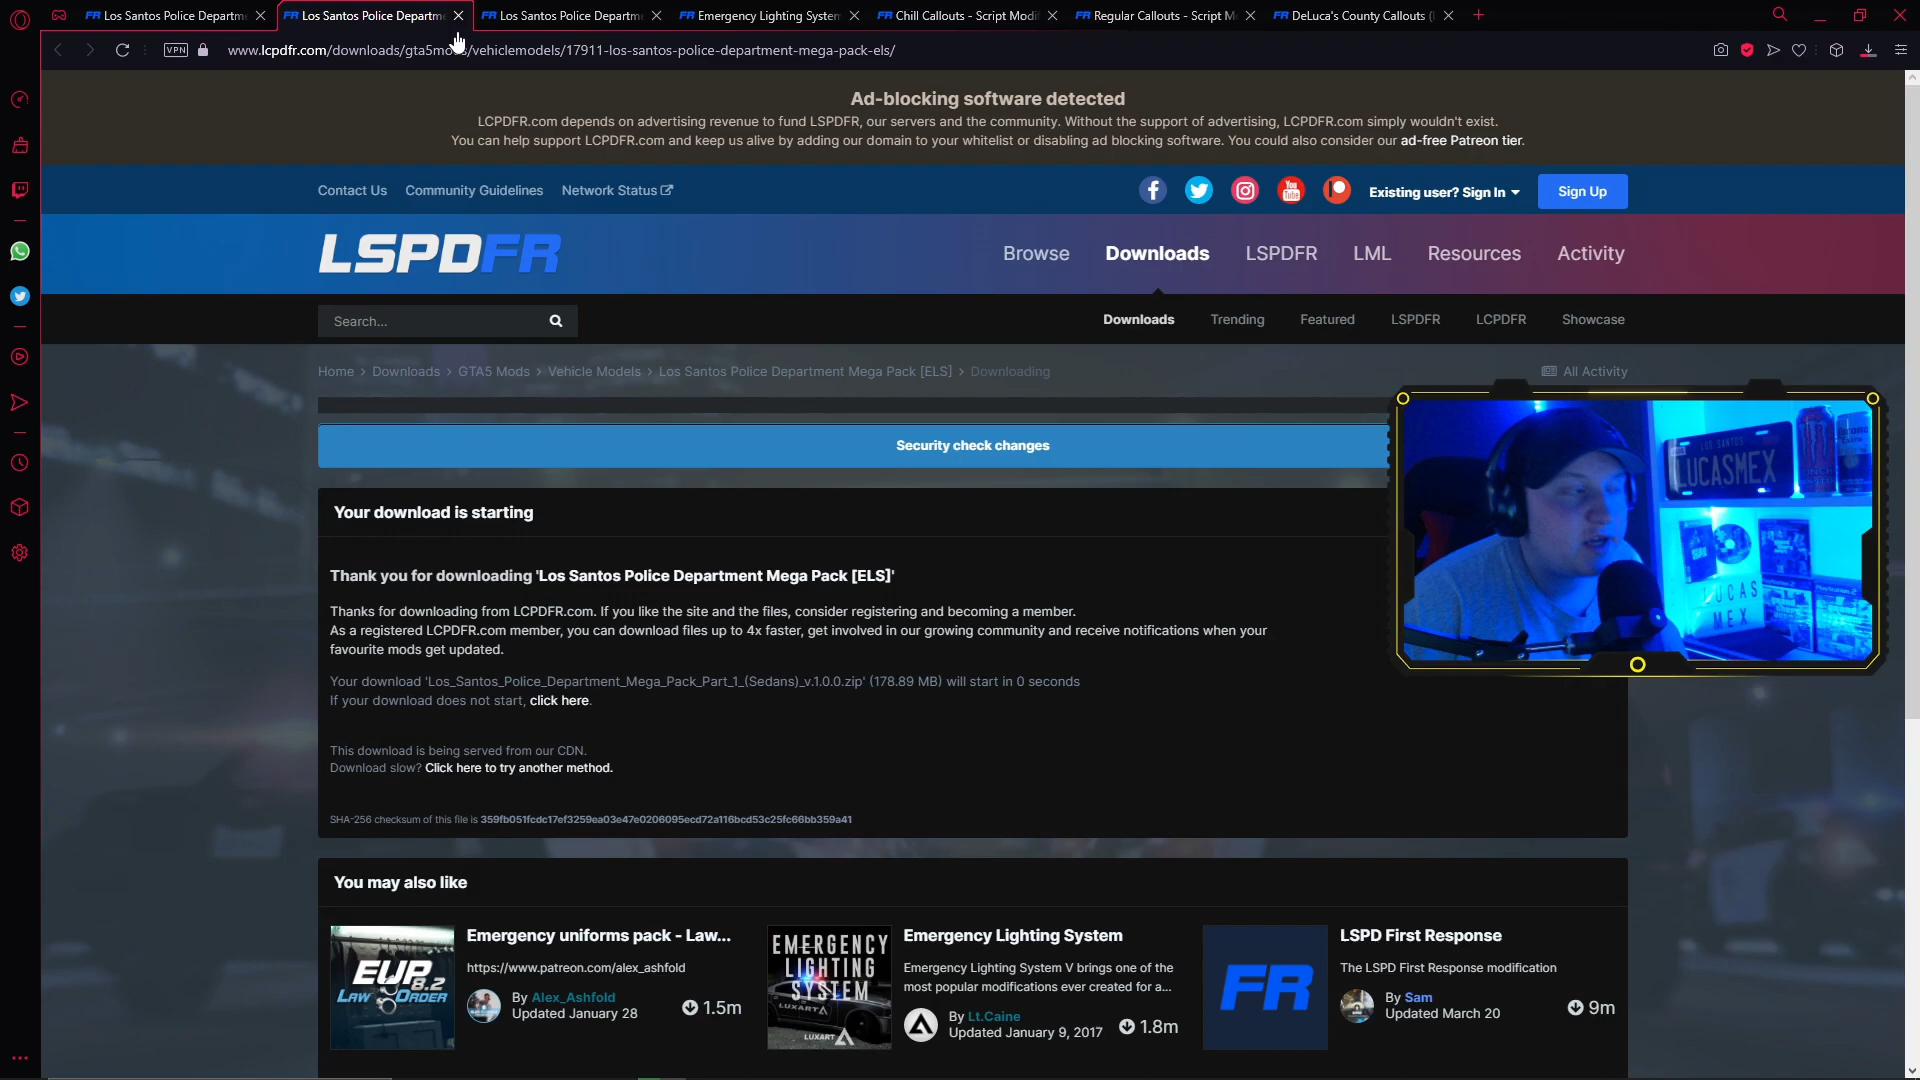 Los Santos Police Departm
Los Santos Police Departm
Los Santos Police Departm
Emergency Lighting System
Chill Callouts - Script Modif
Regular Callouts - Script M
DeLuca's County Callouts (
VPN
www.lcpdfr.com/downloads/gta5mods/vehiclemodels/17911-los-santos-police-department-mega-pack-els/
Ad-blocking software detected
LCPDFR.com depends on advertising revenue to fund LSPDFR, our servers and the community. Without the support of advertising, LCPDFR.com simply wouldn't exist.
You can help support LCPDFR.com and keep us alive by adding our domain to your whitelist or disabling ad blocking software. You could also consider our ad-free Patreon tier.
Contact Us Community Guidelines Network Status
Existing user? Sign In
Sign Up
LSPDFR
Browse Downloads LSPDFR LML Resources Activity
Search...
Downloads Trending Featured LSPDFR LCPDFR Showcase
Home > Downloads > GTA5 Mods > Vehicle Models > Los Santos Police Department Mega Pack [ELS] > Downloading
All Activity
Security check changes
LOS SANTOS
LUCASMEX
LUCAS
MEX
Your download is starting
Thank you for downloading 'Los Santos Police Department Mega Pack [ELS]'
Thanks for downloading from LCPDFR.com. If you like the site and the files, consider registering and becoming a member.
As a registered LCPDFR.com member, you can download files up to 4x faster, get involved in our growing community and receive notifications when your
favourite mods get updated.
Your download 'Los_Santos_Police_Department_Mega_Pack_Part_1_(Sedans)_v.1.0.0.zip' (178.89 MB) will start in 0 seconds
If your download does not start, click here.
This download is being served from our CDN.
Download slow? Click here to try another method.
SHA-256 checksum of this file is 359fb051fcdc17ef3259ea03e47e0206095ecd72a116bcd53c25fc66bb359a41
You may also like
EUP 8.2
LAW & ORDER
Emergency uniforms pack - Law...
https://www.patreon.com/alex_ashfold
By Alex_Ashfold
Updated January 28
1.5m
EMERGENCY
LIGHTING
SYSTEM
LUXART
Emergency Lighting System
Emergency Lighting System V brings one of the
most popular modifications ever created for a...
By Lt.Caine
Updated January 9, 2017
1.8m
FR
LSPD First Response
The LSPD First Response modification
By Sam
Updated March 20
9m